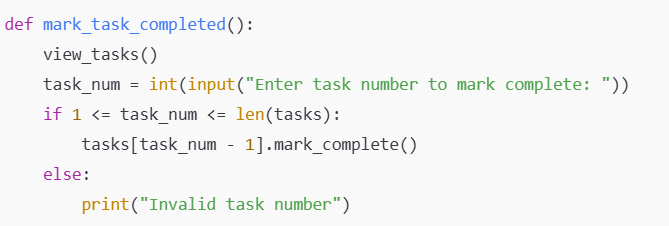 def mark_task_completed():
    view_tasks()
    task_num = int(input("Enter task number to mark complete: "))
    if 1 <= task_num <= len(tasks):
        tasks[task_num - 1].mark_complete()
    else:
        print("Invalid task number")